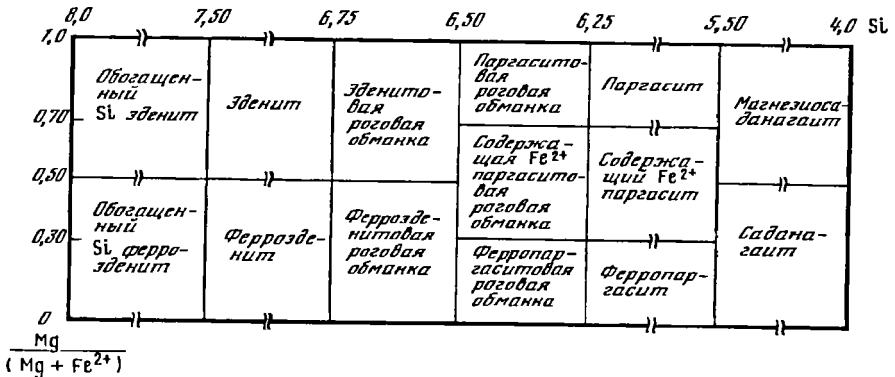 8,0 7,50 6,75 6,50 6,25 5,50 4,0 Si
1,0
0,70
0,50
0,30
0
Обогащен-
ный
Si эденит
Эденит
Эденито-
вая
роговая
обманка
Паргасито-
вая
роговая
обманка
Паргасит
Магнезиоса-
данагаит
Содержа-
щая Fe²⁺
паргасито-
вая
роговая
обманка
Содержа-
щий Fe²⁺
паргасит
Обогащен-
ный
Si ферро-
эденит
Ферроэде-
нит
Ферроэде-
нитовая
роговая
обманка
Ферропар-
гаситовая
роговая
обманка
Ферропар-
гасит
Садана-
гаит
Mg
(Mg + Fe²⁺)